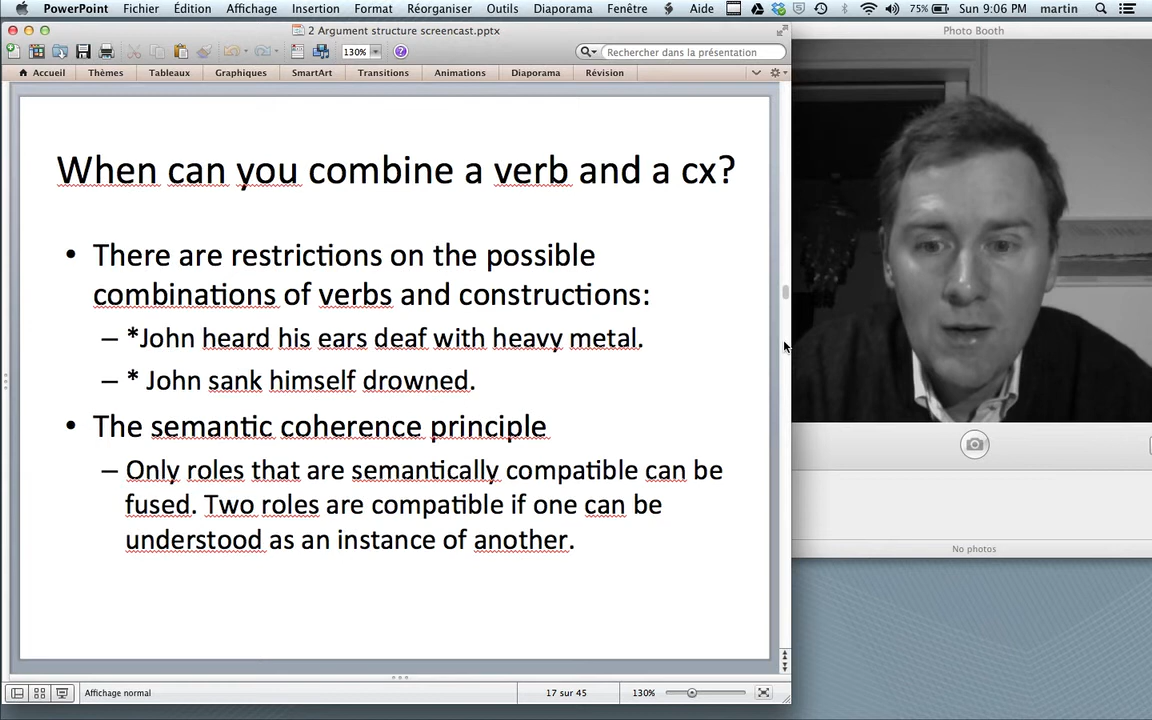 PowerPoint Fichier Édition Affichage Insertion Format Réorganiser Outils Diaporama Fenêtre Aide 75% Sun 9:06 PM martin
2 Argument structure screencast.pptx
Photo Booth
130% Rechercher dans la présentation
Accueil Thèmes Tableaux Graphiques SmartArt Transitions Animations Diaporama Révision
When can you combine a verb and a cx?
• There are restrictions on the possible
combinations of verbs and constructions:
– *John heard his ears deaf with heavy metal.
– * John sank himself drowned.
• The semantic coherence principle
– Only roles that are semantically compatible can be
fused. Two roles are compatible if one can be
understood as an instance of another.
No photos
Affichage normal 17 sur 45 130%